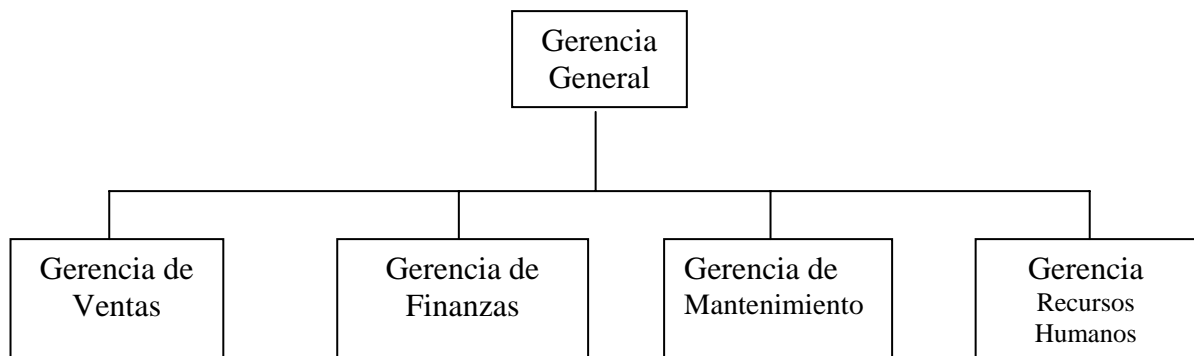 Gerencia
General
Gerencia de
Ventas
Gerencia de
Finanzas
Gerencia de
Mantenimiento
Gerencia
Recursos
Humanos